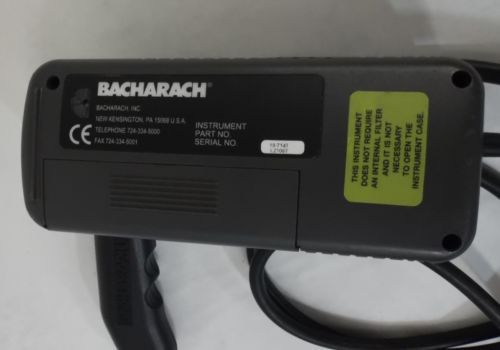 BACHARACH®
BACHARACH, INC.
NEW KENSINGTON, PA 15068 U.S.A.
TELEPHONE 724-334-5000
FAX 724-334-5001
CE
INSTRUMENT
PART NO.
SERIAL NO.
19-7141
THIS INSTRUMENT
DOES NOT REQUIRE
AN INTERNAL FILTER
AND IT IS NOT
NECESSARY
TO OPEN THE
INSTRUMENT CASE.